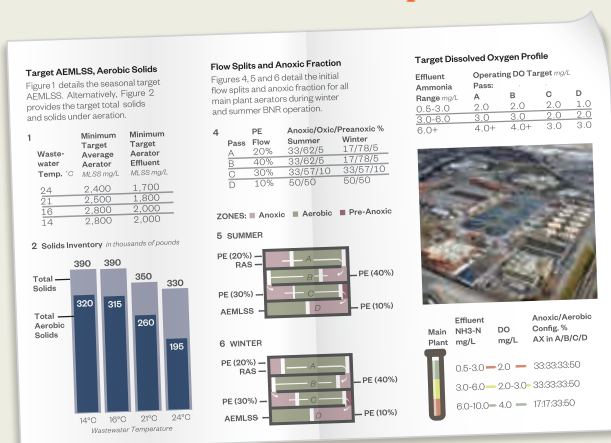 Target AEMLSS, Aerobic Solids
Figure 1 details the seasonal target
AEMLSS. Alternatively, Figure 2
provides the target total solids
and solids under aeration.
1
Waste-
water
Temp. °C
Minimum
Target
Average
Aerator
MLSS mg/L
Minimum
Target
Aerator
Effluent
MLSS mg/L
24 2,400 1,700
21 2,500 1,800
16 2,800 2,000
14 2,800 2,000
2 Solids Inventory in thousands of pounds
390 390 350 330
Total
Solids
320 315 260 195
Total
Aerobic
Solids
14°C 16°C 21°C 24°C
Wastewater Temperature
Flow Splits and Anoxic Fraction
Figures 4, 5 and 6 detail the initial
flow splits and anoxic fraction for all
main plant aerators during winter
and summer BNR operation.
4
Pass
PE
Flow
Anoxic/Oxic/Preanoxic %
Summer Winter
A 20% 33/62/5 17/78/5
B 40% 33/62/5 17/78/5
C 30% 33/57/10 33/57/10
D 10% 50/50 50/50
ZONES: Anoxic Aerobic Pre-Anoxic
5 SUMMER
PE (20%)
RAS
PE (40%)
PE (30%)
AEMLSS
PE (10%)
A
B
C
D
6 WINTER
PE (20%)
RAS
PE (40%)
PE (30%)
AEMLSS
PE (10%)
A
B
C
D
Target Dissolved Oxygen Profile
Effluent
Ammonia
Range mg/L
Operating DO Target mg/L
Pass:
A B C D
0.5-3.0 2.0 2.0 2.0 1.0
3.0-6.0 3.0 3.0 2.0 2.0
6.0+ 4.0+ 4.0+ 3.0 3.0
Main
Plant
Effluent
NH3-N
mg/L
DO
mg/L
Anoxic/Aerobic
Config. %
AX in A/B/C/D
0.5-3.0 2.0 33:33:33:50
3.0-6.0 2.0-3.0 33:33:33:50
6.0-10.0 4.0 17:17:33:50